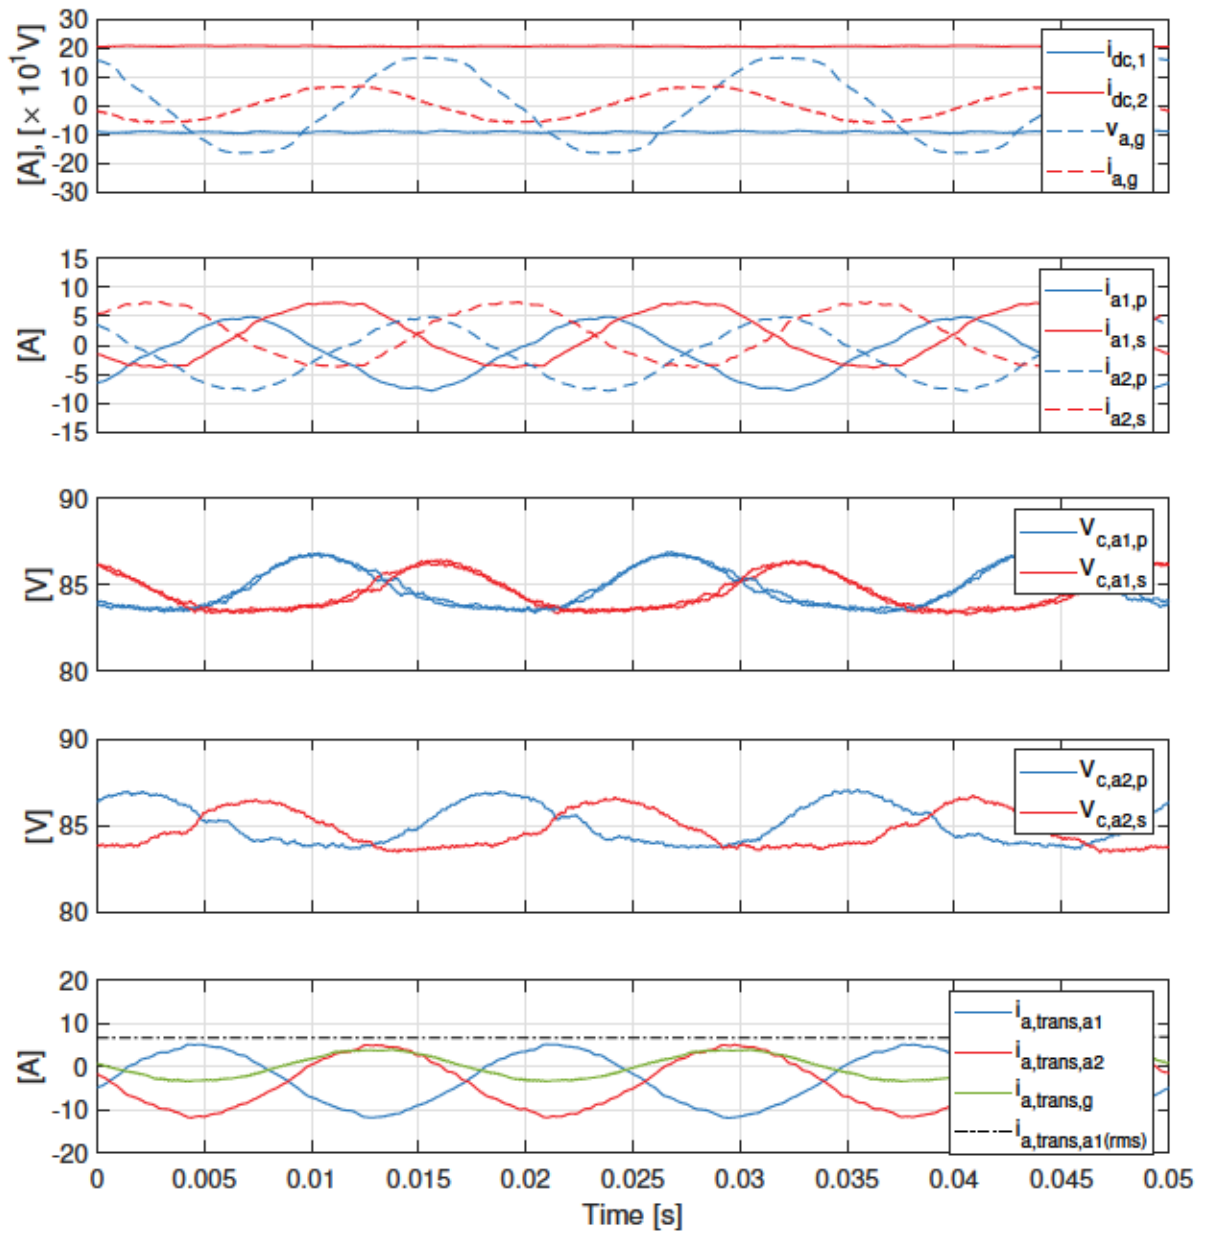 [A], [× 10¹V]
30
20
10
0
-10
-20
-30
i_dc,1
i_dc,2
v_a,g
i_a,g
[A]
15
10
5
0
-5
-10
-15
i_a1,p
i_a1,s
i_a2,p
i_a2,s
[V]
90
85
80
V_c,a1,p
V_c,a1,s
[V]
90
85
80
V_c,a2,p
V_c,a2,s
[A]
20
10
0
-10
-20
i_a,trans,a1
i_a,trans,a2
i_a,trans,g
i_a,trans,a1(rms)
0 0.005 0.01 0.015 0.02 0.025 0.03 0.035 0.04 0.045 0.05
Time [s]